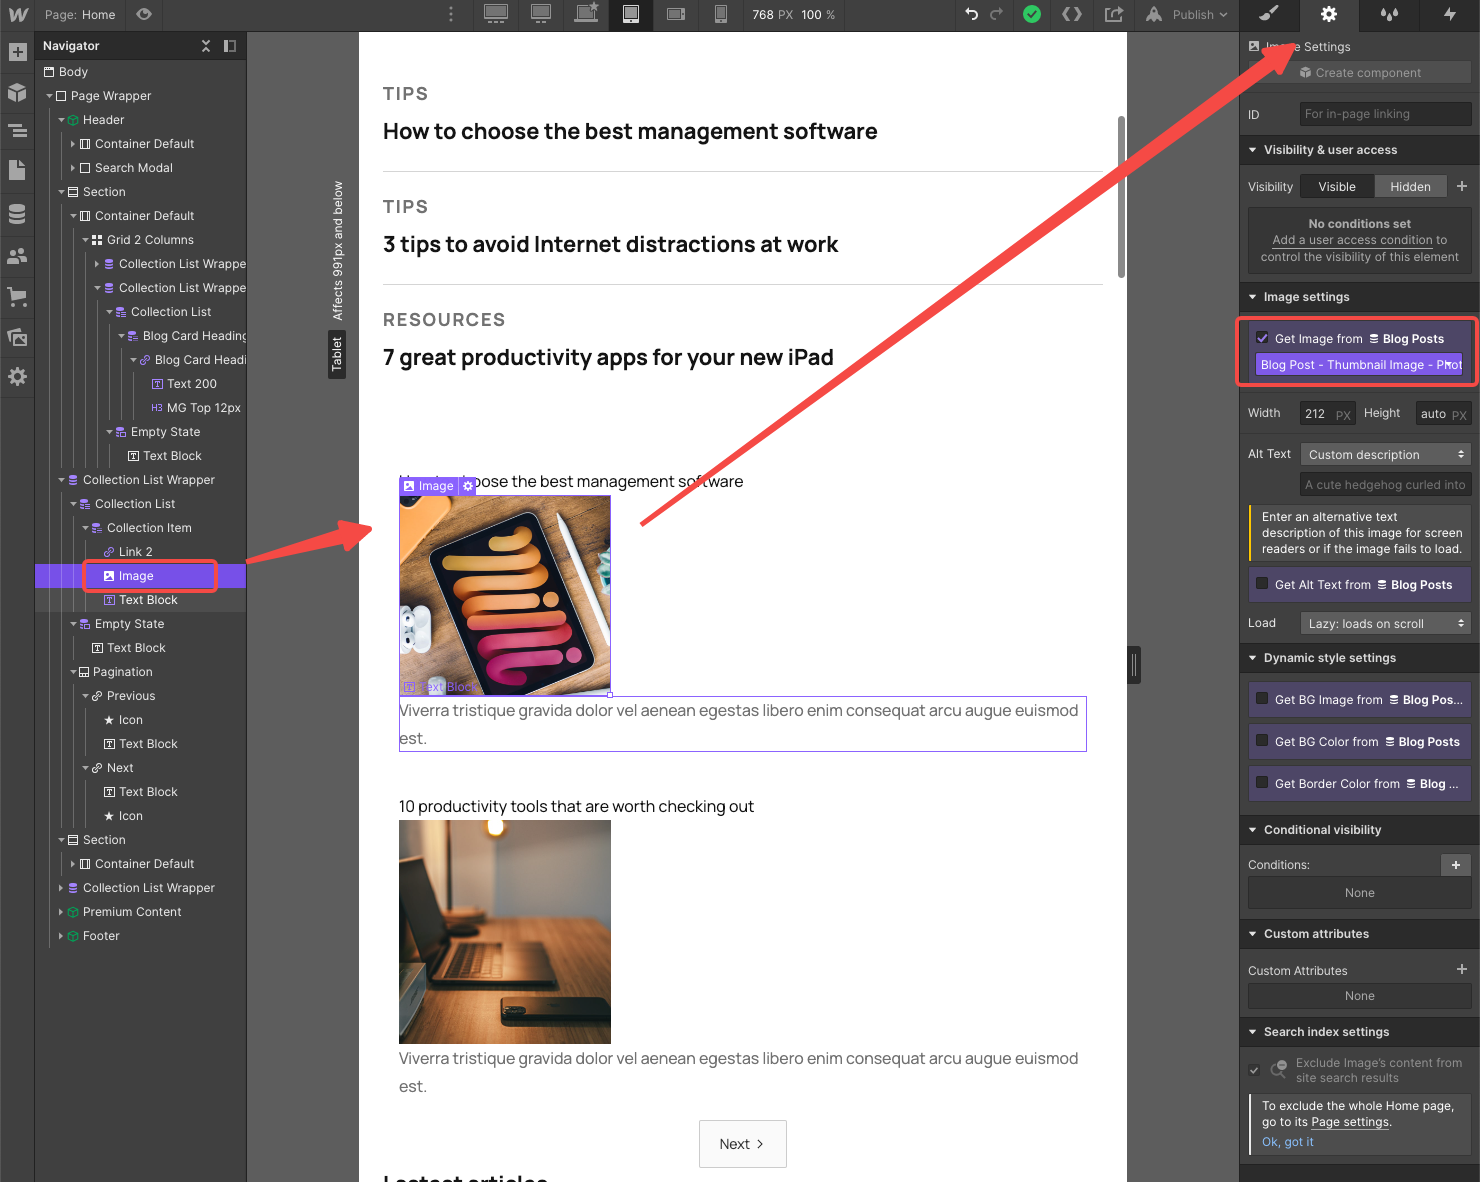 Page: Home
768 PX 100 %
Publish
Navigator
Body
Page Wrapper
Header
Container Default
Search Modal
Section
Container Default
Grid 2 Columns
Collection List Wrappe
Collection List Wrappe
Collection List
Blog Card Heading
Blog Card Headi
Text 200
H3 MG Top 12px
Empty State
Text Block
Collection List Wrapper
Collection List
Collection Item
Link 2
Image
Text Block
Empty State
Text Block
Pagination
Previous
Icon
Text Block
Next
Text Block
Icon
Section
Container Default
Collection List Wrapper
Premium Content
Footer
Tablet Affects 991px and below
TIPS
How to choose the best management software
TIPS
3 tips to avoid Internet distractions at work
RESOURCES
7 great productivity apps for your new iPad
Image
oose the best management software
Text Block
Viverra tristique gravida dolor vel aenean egestas libero enim consequat arcu augue euismod
est.
10 productivity tools that are worth checking out
Viverra tristique gravida dolor vel aenean egestas libero enim consequat arcu augue euismod
est.
Next
Lastest articles
Image Settings
Create component
ID For in-page linking
Visibility & user access
Visibility Visible Hidden
No conditions set
Add a user access condition to
control the visibility of this element
Image settings
Get Image from Blog Posts
Blog Post - Thumbnail Image - Phot
Width 212 PX Height auto PX
Alt Text Custom description
A cute hedgehog curled into
Enter an alternative text
description of this image for screen
readers or if the image fails to load.
Get Alt Text from Blog Posts
Load Lazy: loads on scroll
Dynamic style settings
Get BG Image from Blog Pos...
Get BG Color from Blog Posts
Get Border Color from Blog ...
Conditional visibility
Conditions:
None
Custom attributes
Custom Attributes
None
Search index settings
Exclude Image's content from
site search results
To exclude the whole Home page,
go to its Page settings.
Ok, got it